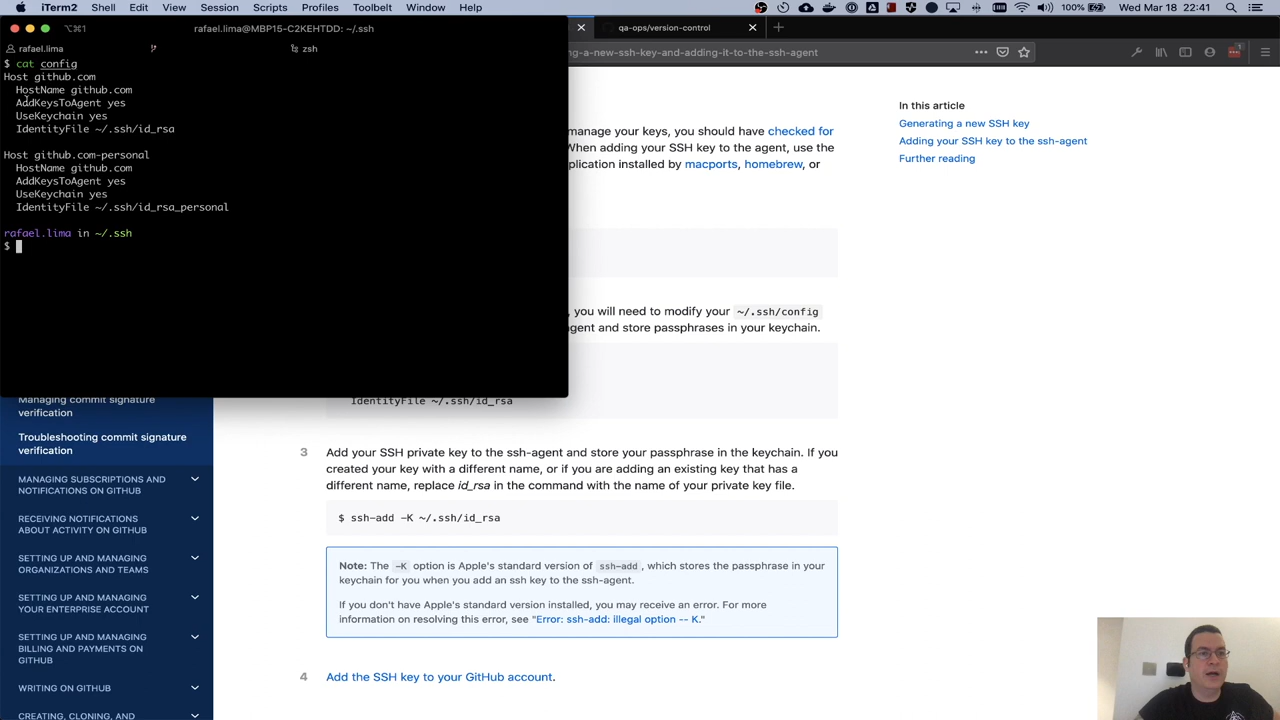 iTerm2 Shell Edit View Session Scripts Profiles Toolbelt Window Help
100% Wed Mar 18 22:
⌥⌘1 rafael.lima@MBP15-C2KEHTDD: ~/.ssh
rafael.lima zsh
qa-ops/version-control
ng-a-new-ssh-key-and-adding-it-to-the-ssh-agent
$ cat config
Host github.com
HostName github.com
AddKeysToAgent yes
UseKeychain yes
IdentityFile ~/.ssh/id_rsa
Host github.com-personal
HostName github.com
AddKeysToAgent yes
UseKeychain yes
IdentityFile ~/.ssh/id_rsa_personal
rafael.lima in ~/.ssh
$
manage your keys, you should have checked for
When adding your SSH key to the agent, use the
plication installed by macports, homebrew, or
, you will need to modify your ~/.ssh/config
agent and store passphrases in your keychain.
IdentityFile ~/.ssh/id_rsa
3 Add your SSH private key to the ssh-agent and store your passphrase in the keychain. If you
created your key with a different name, or if you are adding an existing key that has a
different name, replace id_rsa in the command with the name of your private key file.
$ ssh-add -K ~/.ssh/id_rsa
Note: The -K option is Apple's standard version of ssh-add, which stores the passphrase in your
keychain for you when you add an ssh key to the ssh-agent.
If you don't have Apple's standard version installed, you may receive an error. For more
information on resolving this error, see "Error: ssh-add: illegal option -- K."
4 Add the SSH key to your GitHub account.
In this article
Generating a new SSH key
Adding your SSH key to the ssh-agent
Further reading
Managing commit signature
verification
Troubleshooting commit signature
verification
MANAGING SUBSCRIPTIONS AND
NOTIFICATIONS ON GITHUB
RECEIVING NOTIFICATIONS
ABOUT ACTIVITY ON GITHUB
SETTING UP AND MANAGING
ORGANIZATIONS AND TEAMS
SETTING UP AND MANAGING
YOUR ENTERPRISE ACCOUNT
SETTING UP AND MANAGING
BILLING AND PAYMENTS ON
GITHUB
WRITING ON GITHUB
CREATING, CLONING, AND